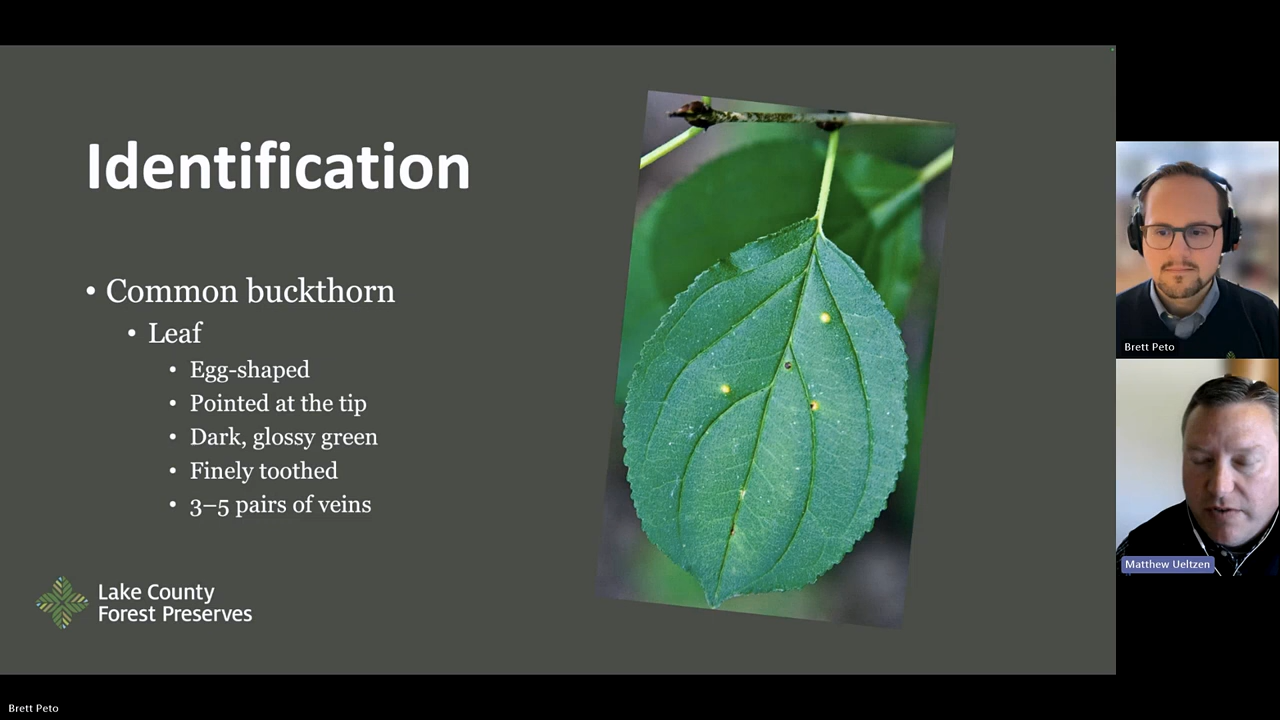 Identification
• Common buckthorn
• Leaf
• Egg-shaped
• Pointed at the tip
• Dark, glossy green
• Finely toothed
• 3–5 pairs of veins
Lake County
Forest Preserves
Brett Peto
Matthew Ueltzen
Brett Peto